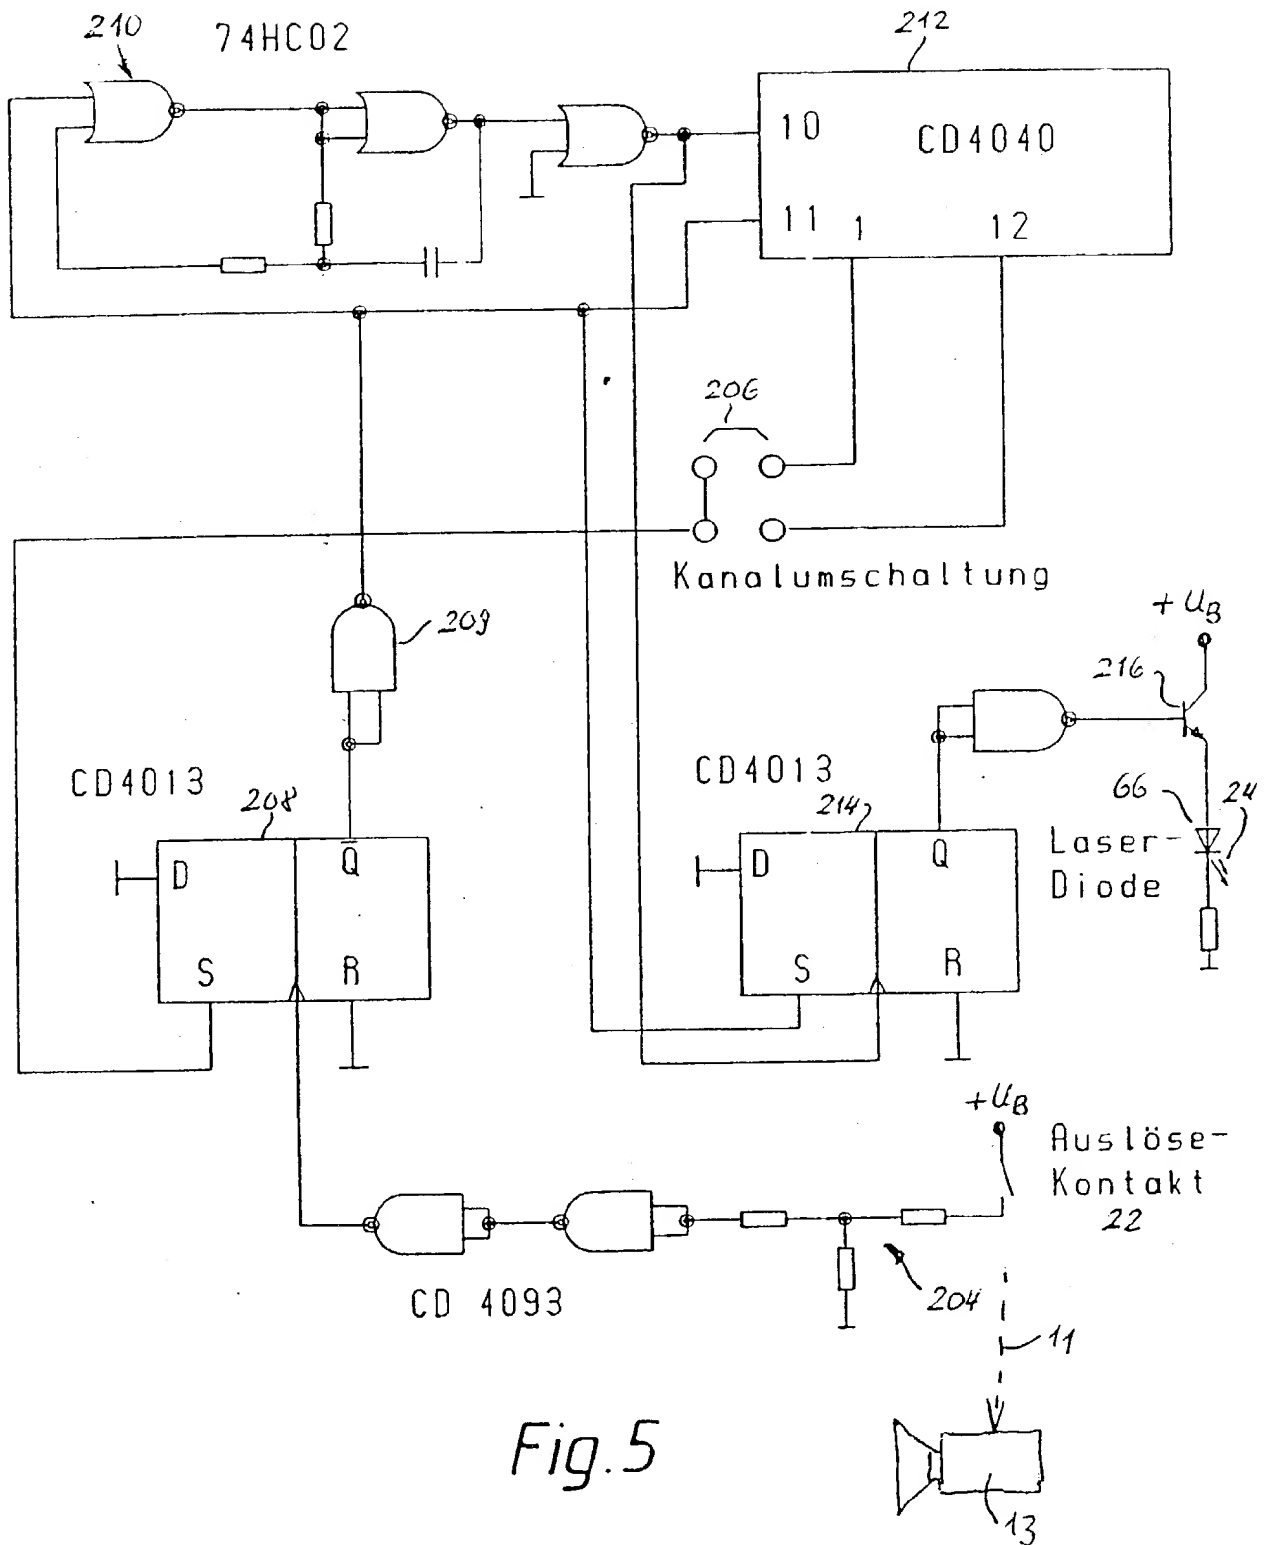 210
74HC02
212
10
CD4040
11
1
12
206
Kanalumschaltung
209
+UB
216
CD4013
208
CD4013
214
66
24
Laser-
Diode
D
Q
S
R
D
Q
S
R
+UB
Auslöse-
Kontakt
22
CD 4093
204
11
Fig.5
13